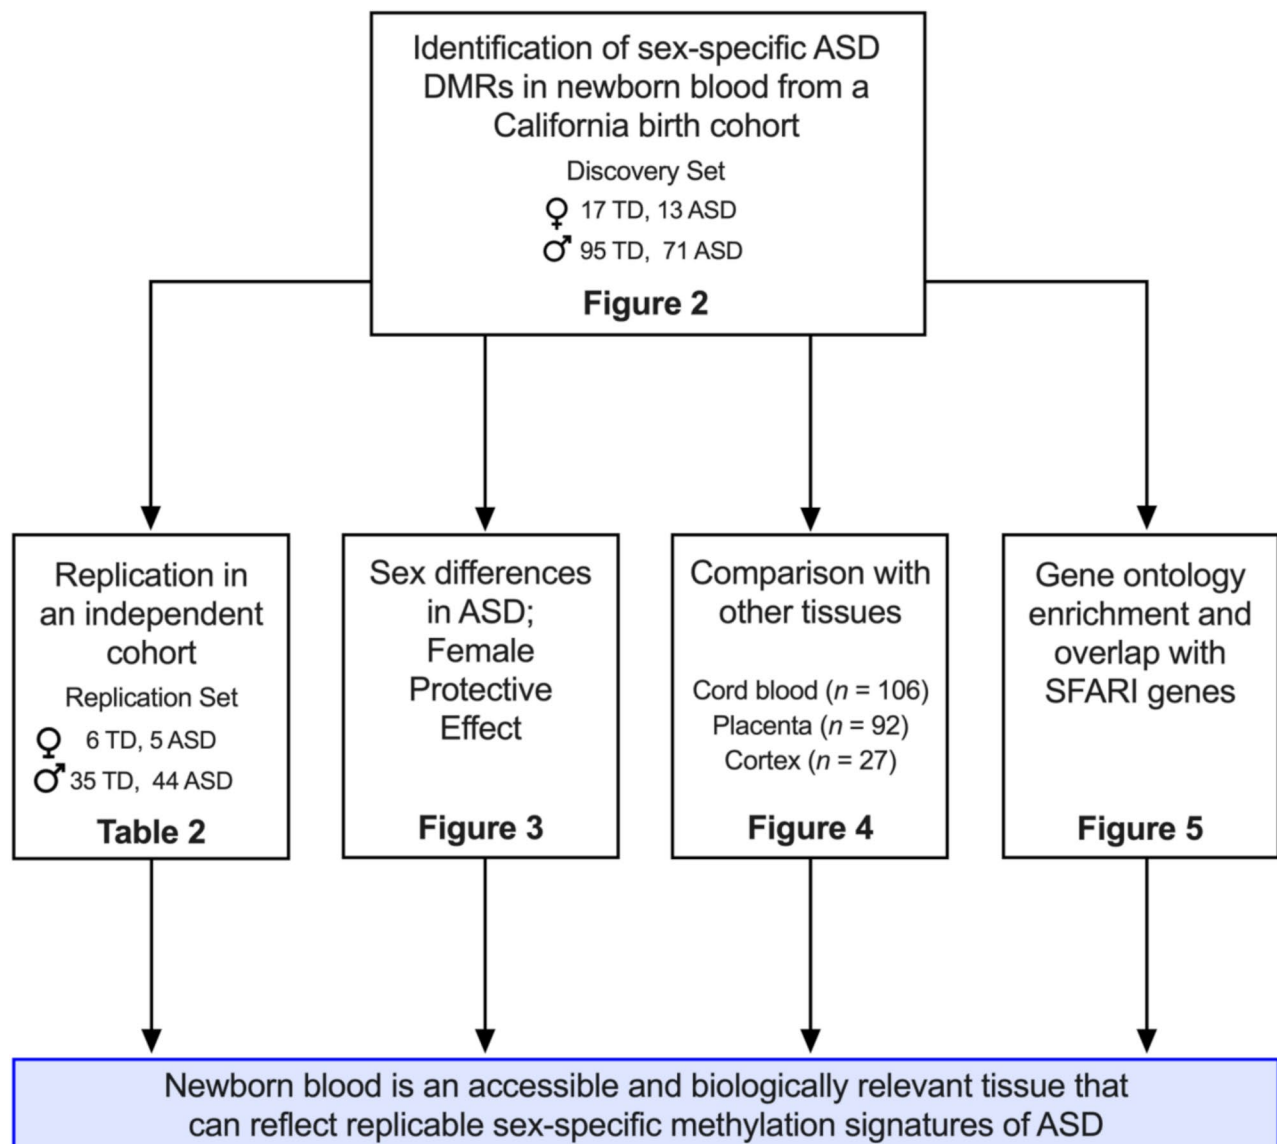 Identification of sex-specific ASD
DMRs in newborn blood from a
California birth cohort
Discovery Set
♀ 17 TD, 13 ASD
♂ 95 TD, 71 ASD
Figure 2
Replication in
an independent
cohort
Replication Set
♀ 6 TD, 5 ASD
♂ 35 TD, 44 ASD
Table 2
Sex differences
in ASD;
Female
Protective
Effect
Figure 3
Comparison with
other tissues
Cord blood (n = 106)
Placenta (n = 92)
Cortex (n = 27)
Figure 4
Gene ontology
enrichment and
overlap with
SFARI genes
Figure 5
Newborn blood is an accessible and biologically relevant tissue that
can reflect replicable sex-specific methylation signatures of ASD